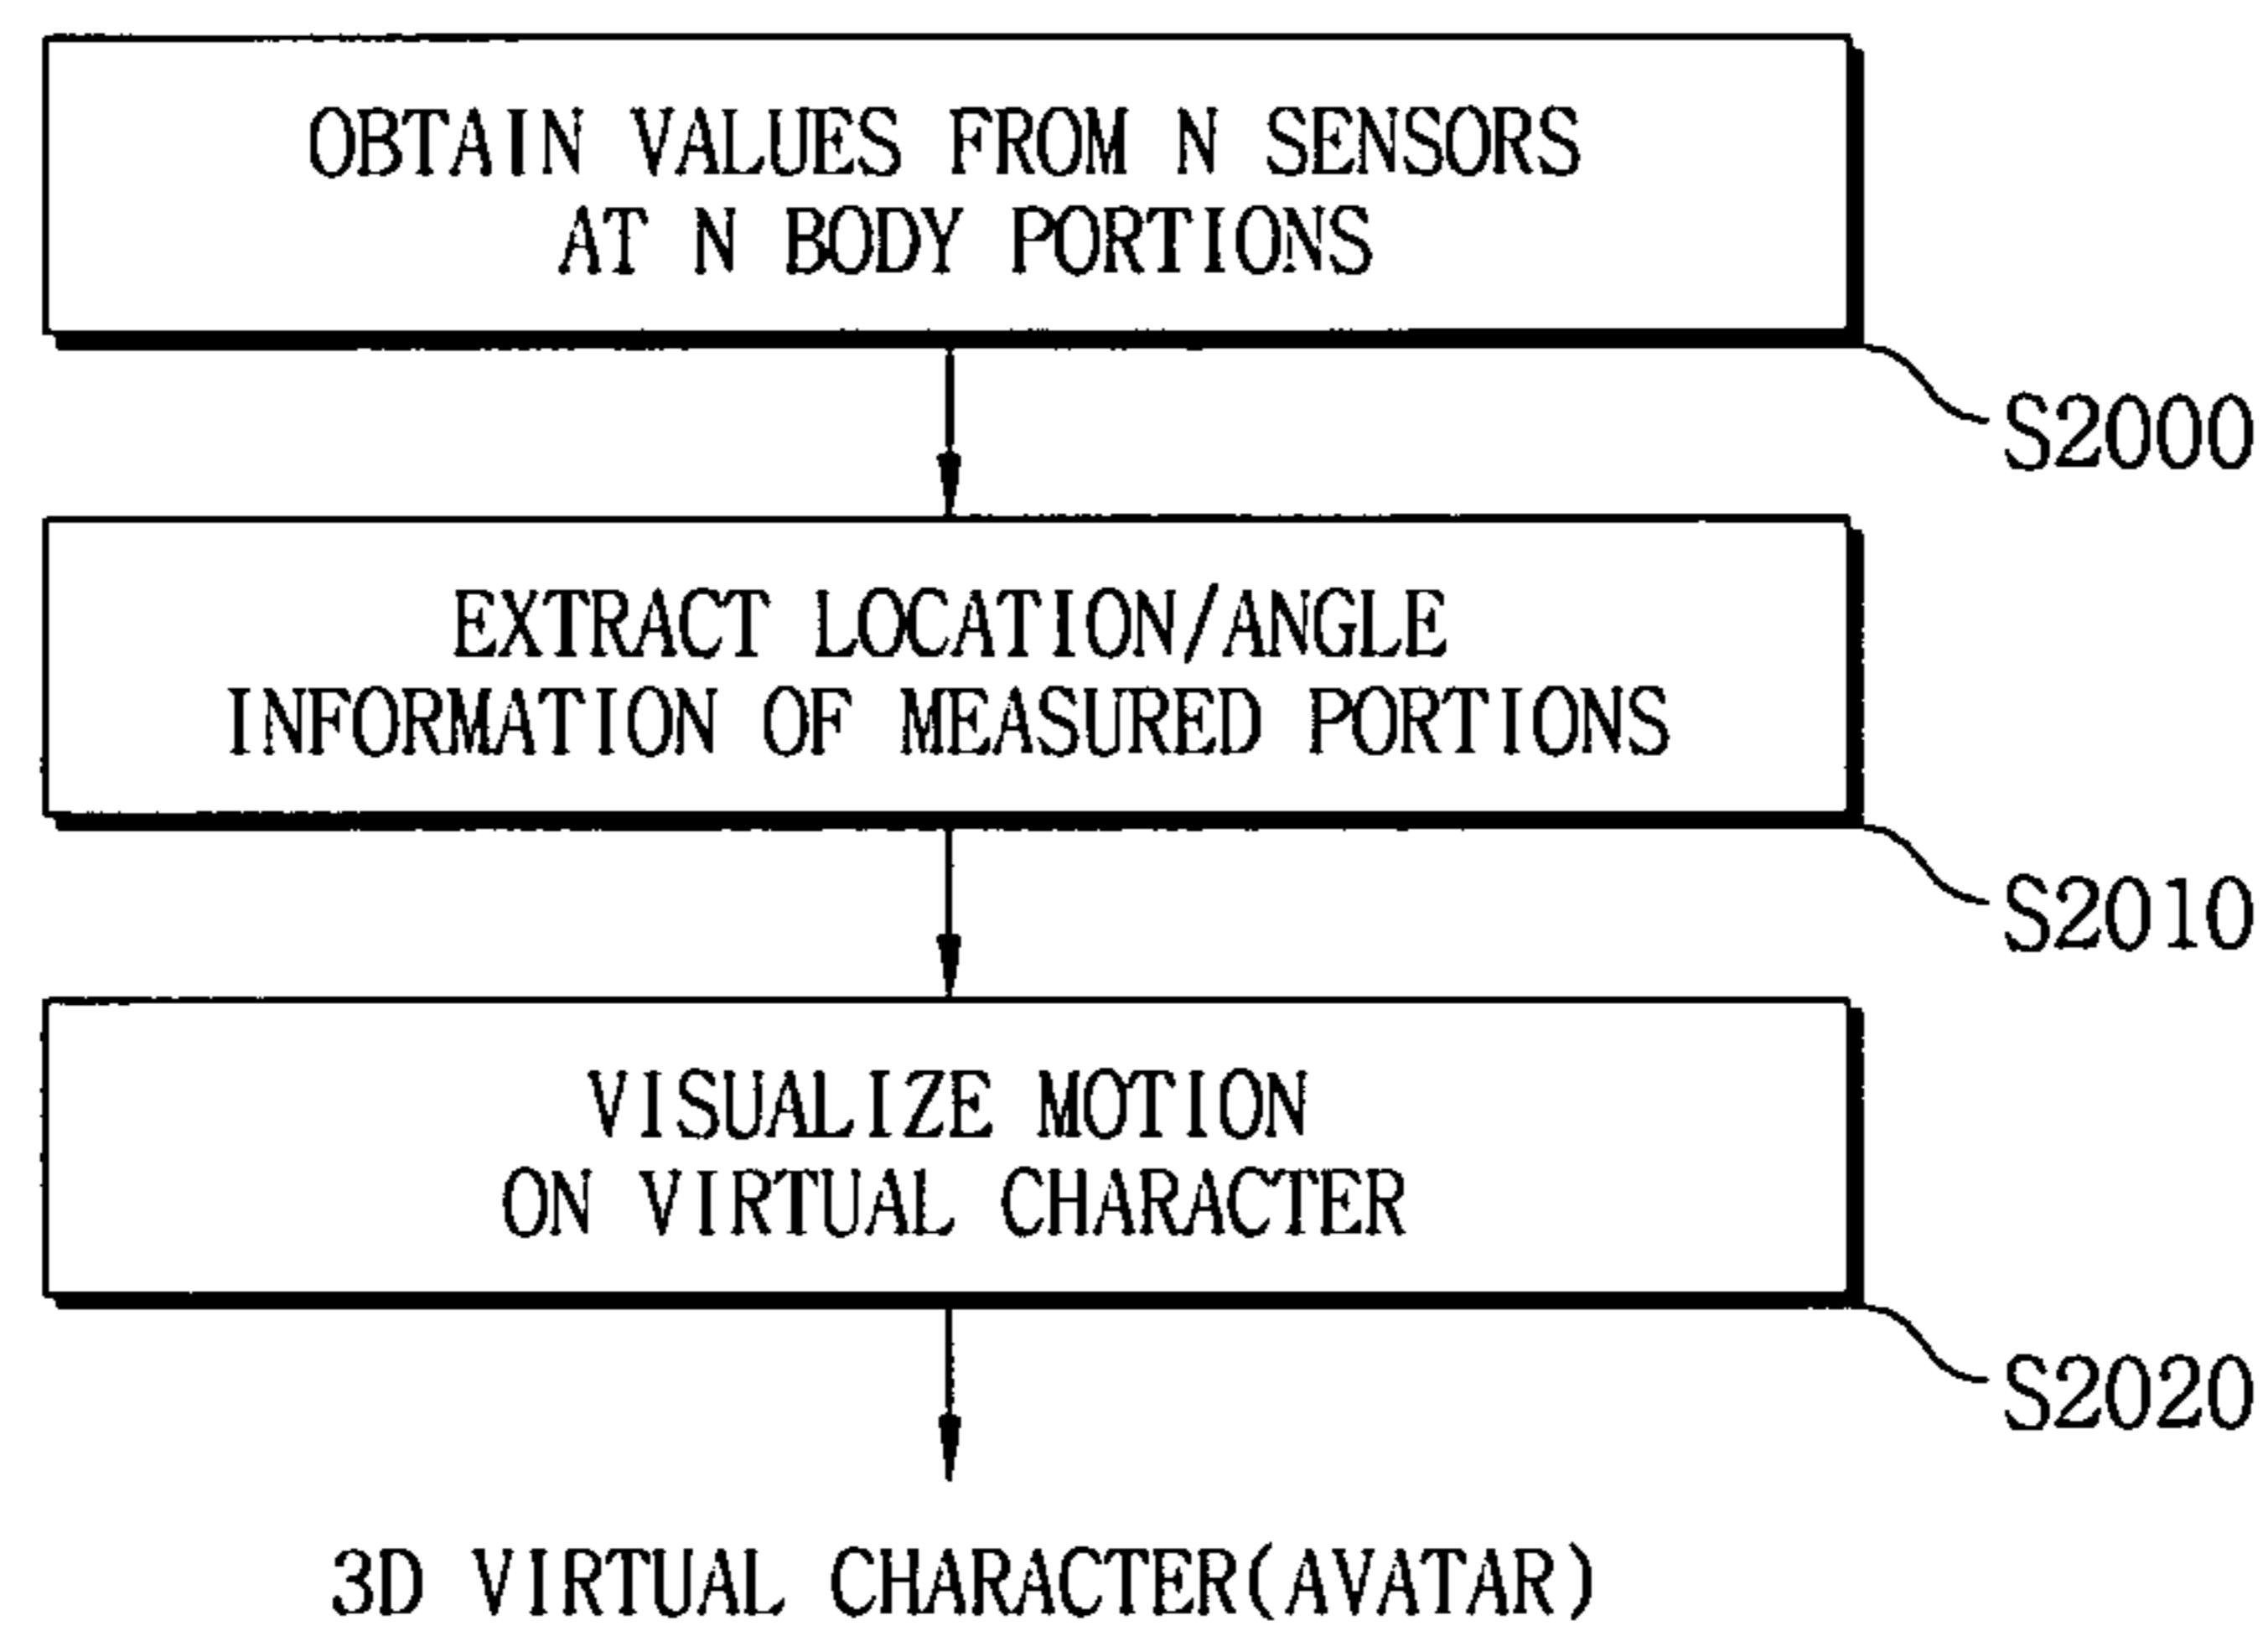 OBTAIN VALUES FROM N SENSORS
AT N BODY PORTIONS
S2000
EXTRACT LOCATION/ANGLE
INFORMATION OF MEASURED PORTIONS
S2010
VISUALIZE MOTION
ON VIRTUAL CHARACTER
S2020
3D VIRTUAL CHARACTER(AVATAR)